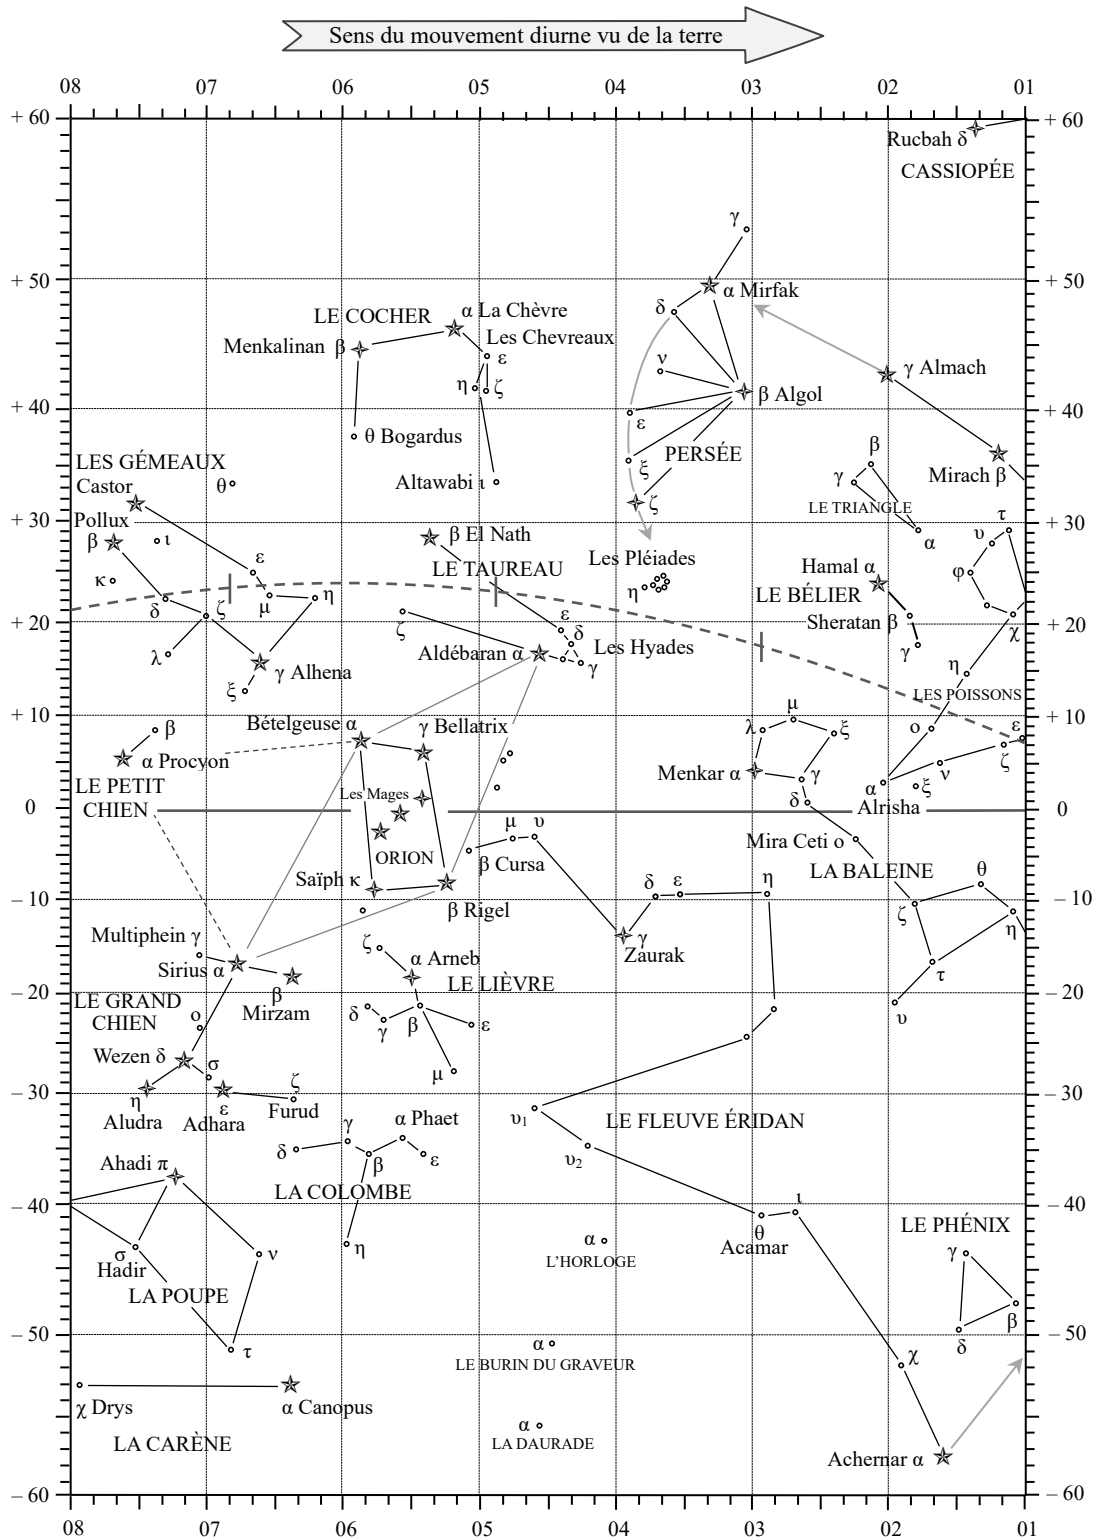 Sens du mouvement diurne vu de la terre
08 07 06 05 04 03 02 01
+ 60 + 60
Rucbah δ
CASSIOPÉE
γ
+ 50 + 50
α Mirfak
δ
LE COCHER α La Chèvre
Menkalinan β Les Chevreaux
ε
ν
γ Almach
η ζ
β Algol
+ 40 + 40
ε
θ Bogardus
β
LES GÉMEAUX
PERSÉE
ξ
Mirach β
Castor θ
Altawabi ι
γ
ζ
LE TRIANGLE
τ
+ 30 + 30
Pollux
β ι
β El Nath
α
υ
ε
Les Pléiades
LE TAUREAU
Hamal α
φ
κ
η
LE BÉLIER
δ ζ μ η
ε
Sheratan β
+ 20 + 20
ζ
δ
χ
λ
Aldébaran α
Les Hyades
γ
γ
γ Alhena
η
ξ
LES POISSONS
+ 10 + 10
β
Bételgeuse α
γ Bellatrix
μ
λ ξ
ο
ε
α Procyon
ζ
Menkar α
γ
ν
LE PETIT
CHIEN
Les Mages
α ξ
δ
Alrisha
0 0
μ υ
Mira Ceti ο
ORION
β Cursa
LA BALEINE
Saïph κ
δ ε
η
θ
– 10 – 10
β Rigel
ζ
η
Multiphein γ
ζ
γ
Zaurak
Sirius α
α Arneb
τ
LE LIÈVRE
– 20 – 20
β
Mirzam
LE GRAND
CHIEN
ο
δ γ β ε
υ
Wezen δ
σ
μ
– 30 – 30
η
Aludra
ε
Adhara
ζ
Furud
γ
α Phaet
υ1
LE FLEUVE ÉRIDAN
δ β ε
υ2
Ahadi π
LA COLOMBE
– 40 – 40
ι
LE PHÉNIX
σ
Hadir
ν
η
α
L’HORLOGE
θ
Acamar
γ
LA POUPE
β
– 50 – 50
τ
α
LE BURIN DU GRAVEUR
δ
χ
χ Drys
α Canopus
α
LA DAURADE
LA CARÈNE
Achernar α
– 60 – 60
08 07 06 05 04 03 02 01